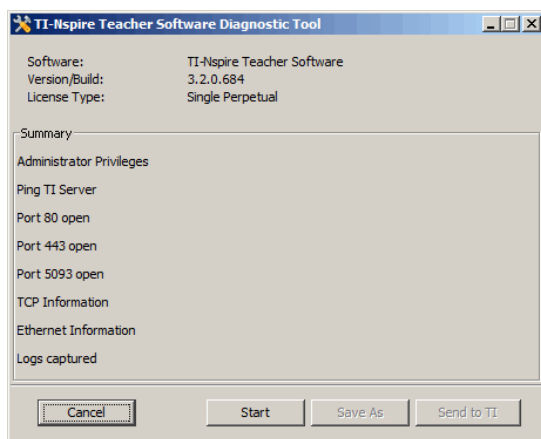 TI-Nspire Teacher Software Diagnostic Tool
Software: TI-Nspire Teacher Software
Version/Build: 3.2.0.684
License Type: Single Perpetual
Summary
Administrator Privileges
Ping TI Server
Port 80 open
Port 443 open
Port 5093 open
TCP Information
Ethernet Information
Logs captured
Cancel Start Save As Send to TI